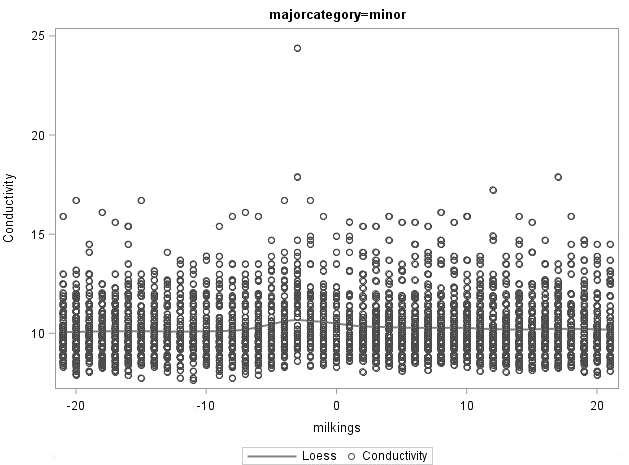 majorcategory=minor
25
20
15
10
Conductivity
-20 -10 0 10 20
milkings
Loess Conductivity